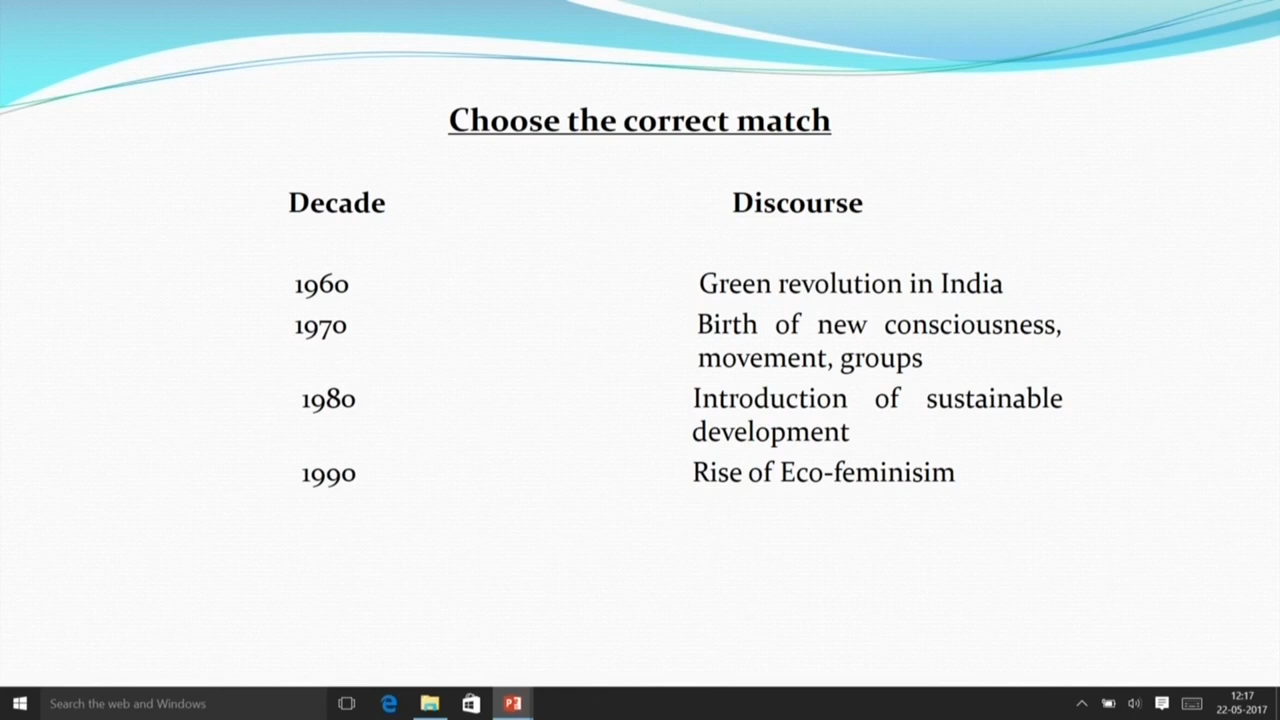 Choose the correct match
Decade Discourse
1960 Green revolution in India
1970 Birth of new consciousness,
movement, groups
1980 Introduction of sustainable
development
1990 Rise of Eco-feminisim
Search the web and Windows
12:17
22-05-2017